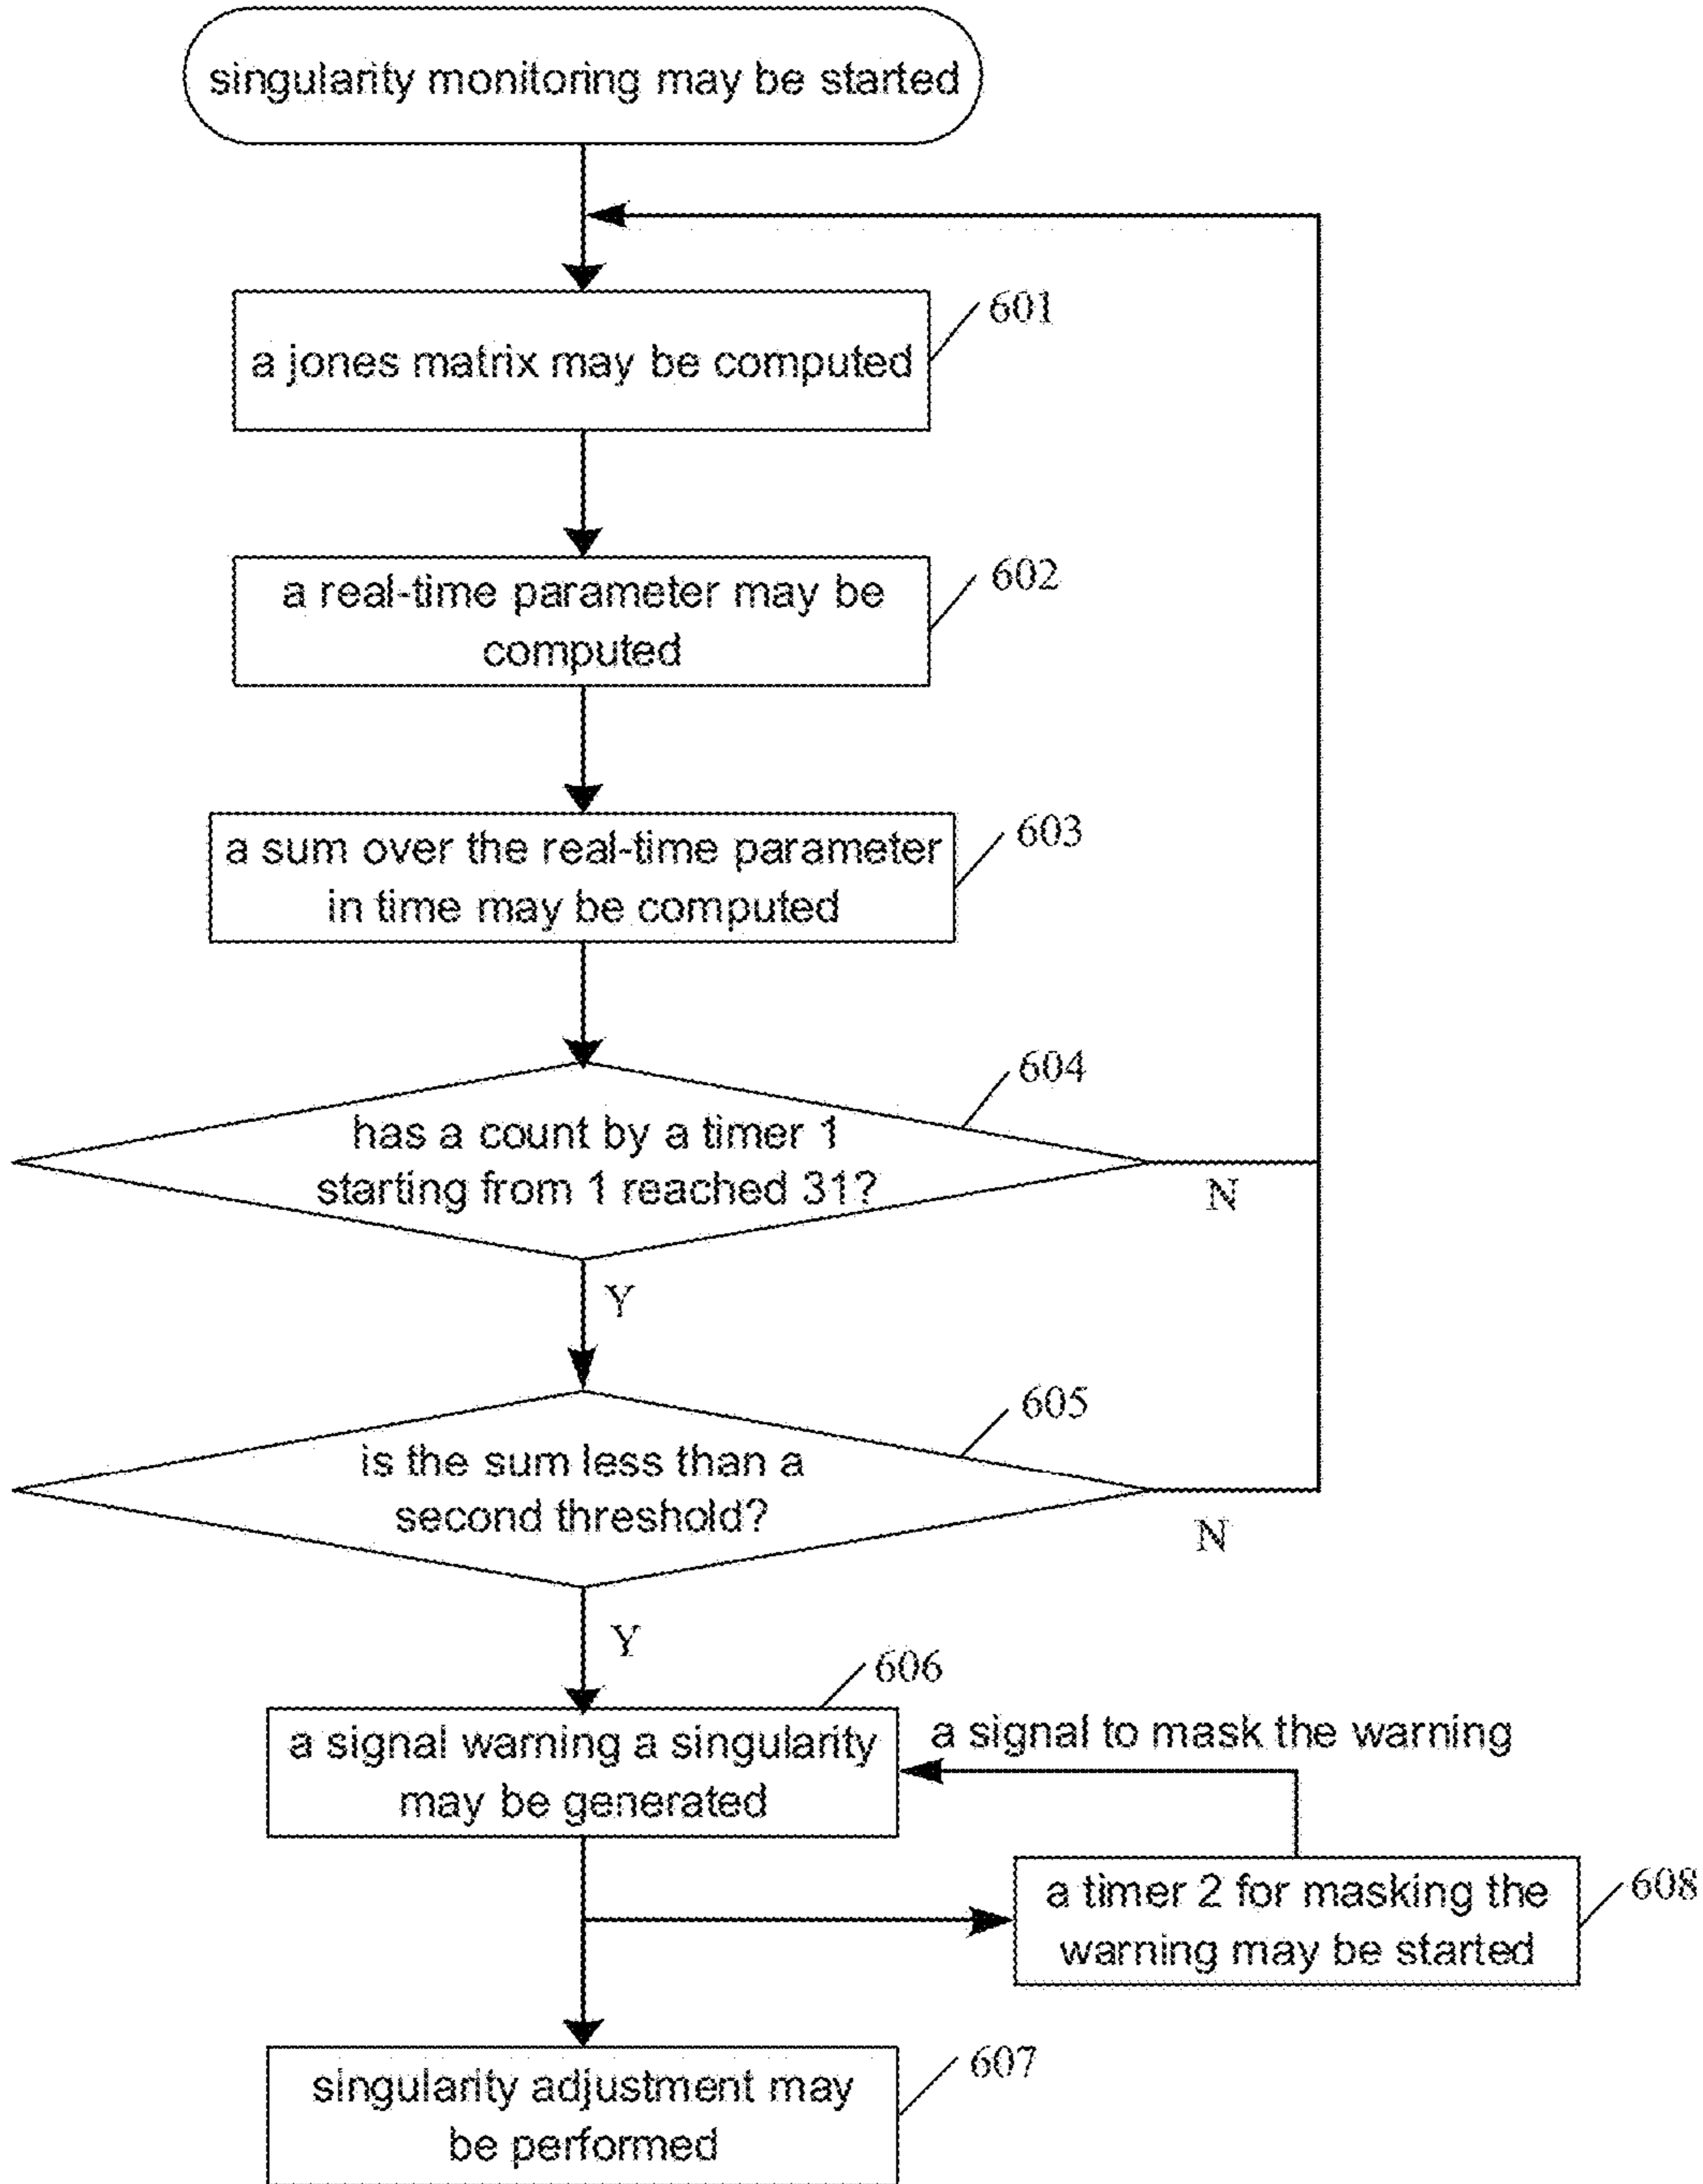 singularity monitoring may be started
601
a jones matrix may be computed
602
a real-time parameter may be
computed
603
a sum over the real-time parameter
in time may be computed
604
has a count by a timer 1
starting from 1 reached 31?
N
Y
605
is the sum less than a
second threshold?
N
Y
606
a signal warning a singularity
may be generated
a signal to mask the warning
608
a timer 2 for masking the
warning may be started
607
singularity adjustment may
be performed